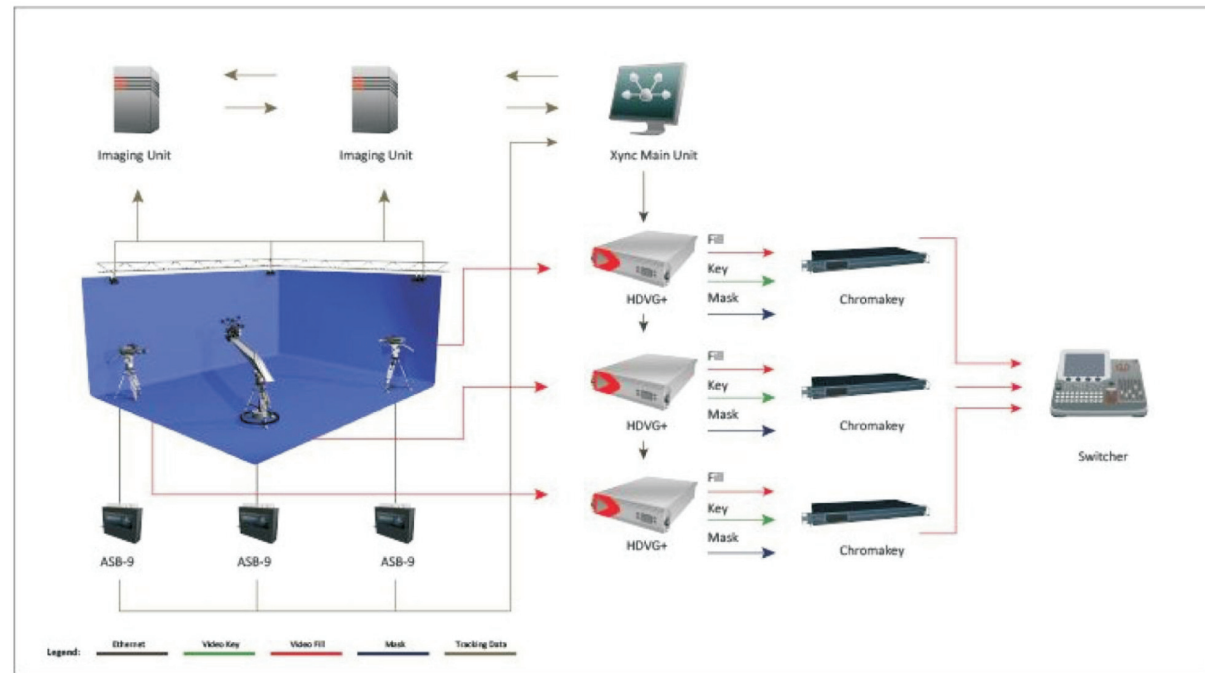 Imaging Unit
Imaging Unit
Xync Main Unit
Fill
Key
Mask
HDVG+
Chromakey
Fill
Key
Mask
HDVG+
Chromakey
Switcher
Fill
Key
Mask
HDVG+
Chromakey
ASB-9
ASB-9
ASB-9
Legend:
Ethernet
Video Key
Video Fill
Mask
Tracking Data